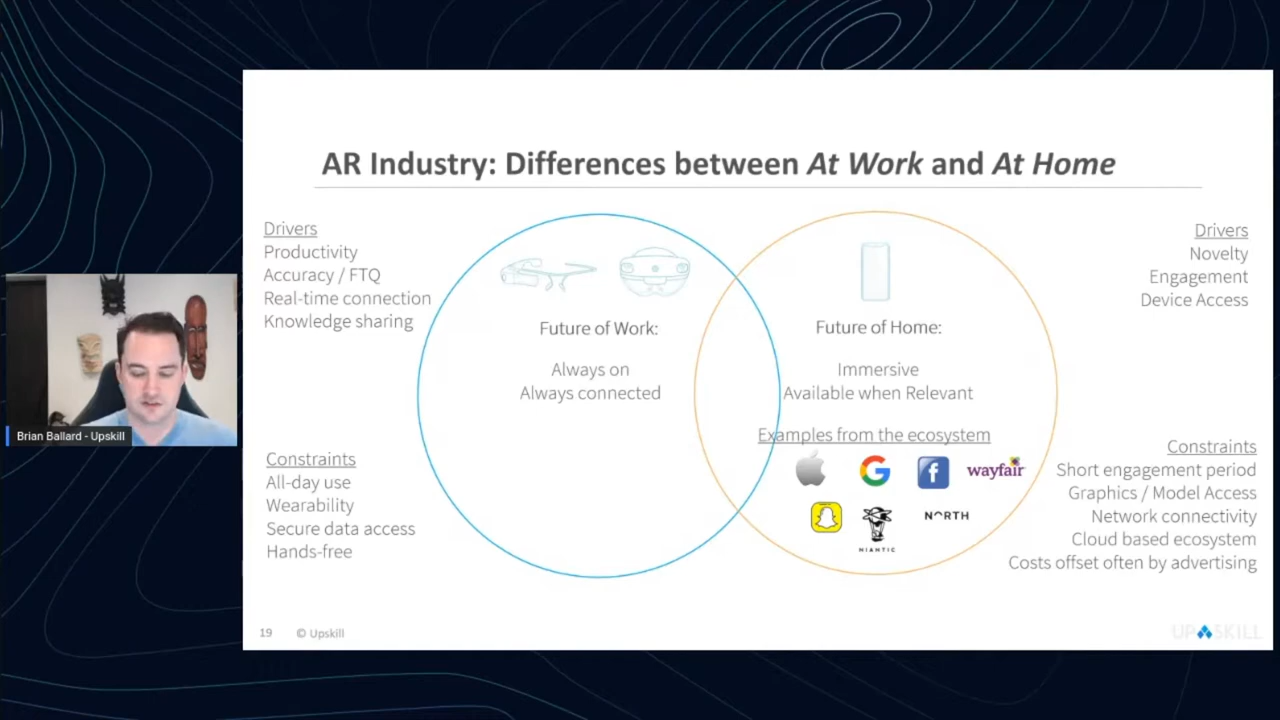 AR Industry: Differences between At Work and At Home
Drivers
Productivity
Accuracy / FTQ
Real-time connection
Knowledge sharing
Constraints
All-day use
Wearability
Secure data access
Hands-free
Future of Work:
Always on
Always connected
Future of Home:
Immersive
Available when Relevant
Examples from the ecosystem
wayfair
NIANTIC
NORTH
Drivers
Novelty
Engagement
Device Access
Constraints
Short engagement period
Graphics / Model Access
Network connectivity
Cloud based ecosystem
Costs offset often by advertising
Brian Ballard - Upskill
19 © Upskill
UPSKILL